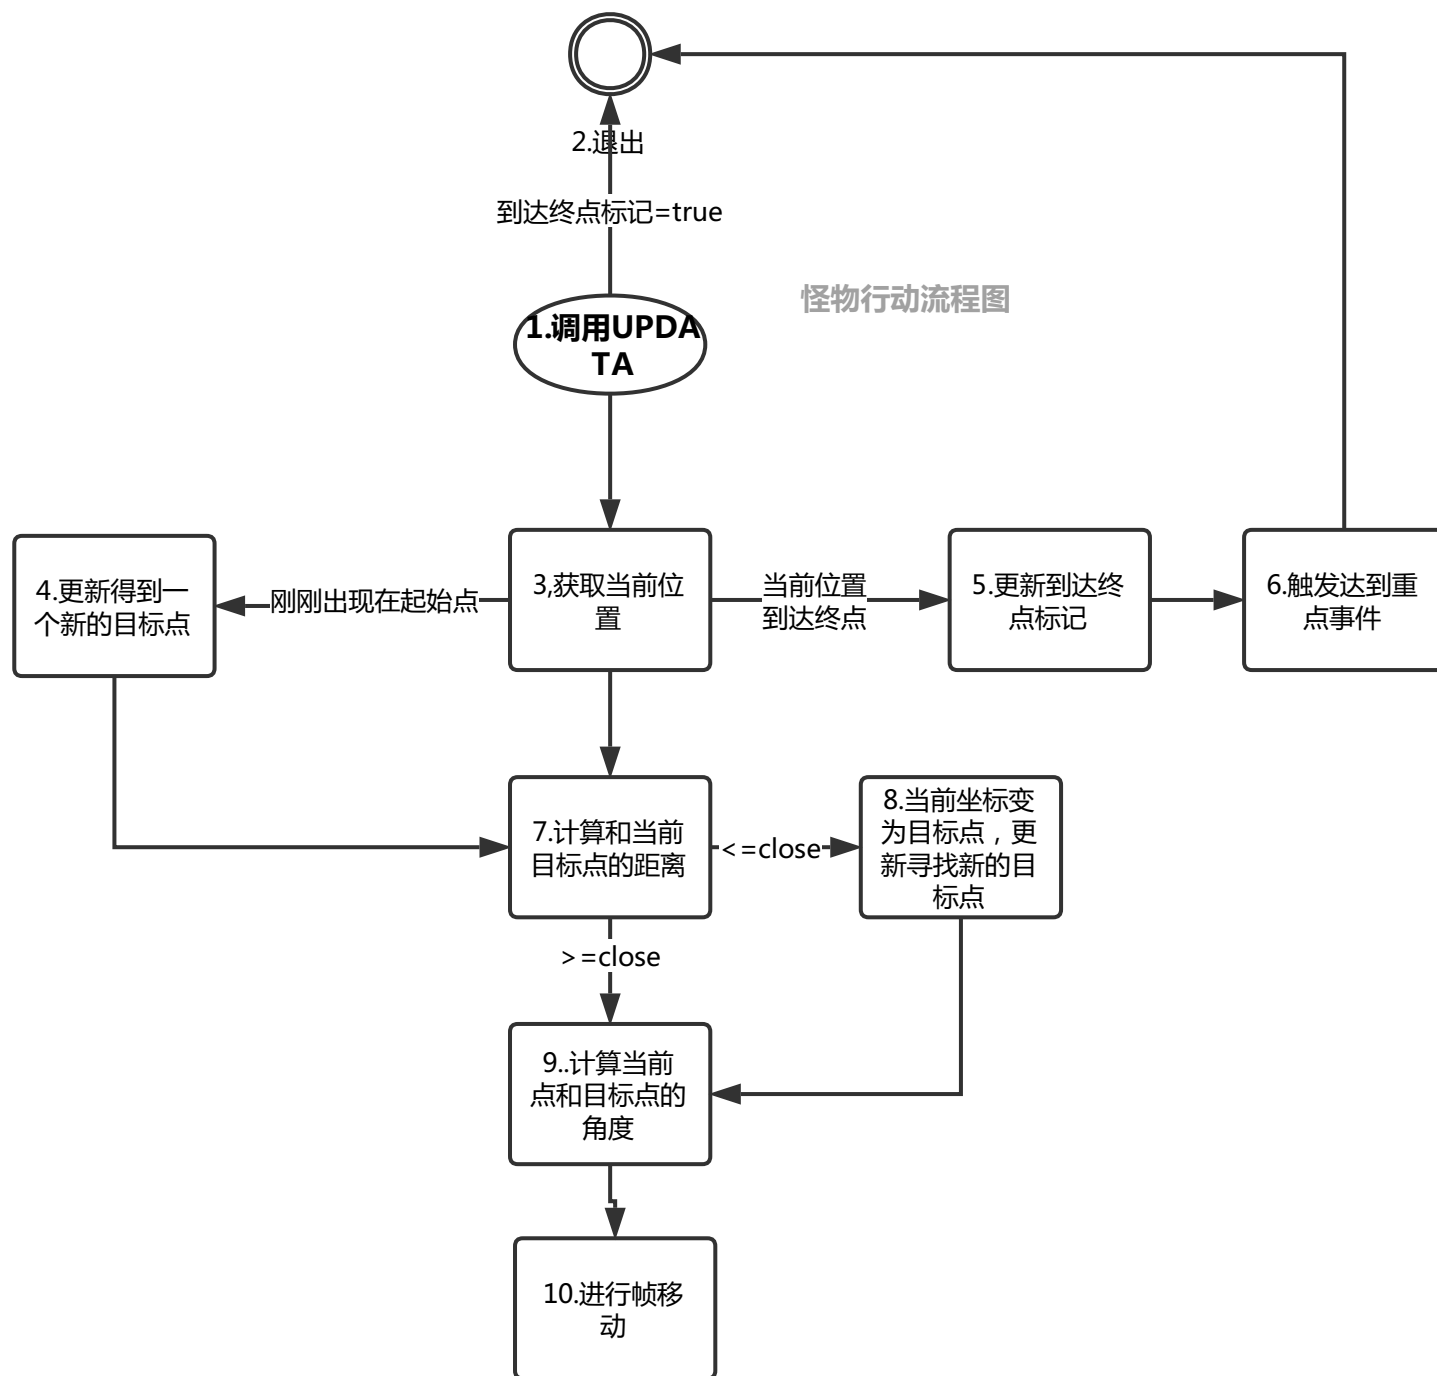 2.退出
到达终点标记=true
怪物行动流程图
1.调用UPDA
TA
4.更新得到一
个新的目标点
刚刚出现在起始点
3,获取当前位
置
当前位置
到达终点
5.更新到达终
点标记
6.触发达到重
点事件
7.计算和当前
目标点的距离
<=close
8.当前坐标变
为目标点，更
新寻找新的目
标点
>=close
9..计算当前
点和目标点的
角度
10.进行帧移
动